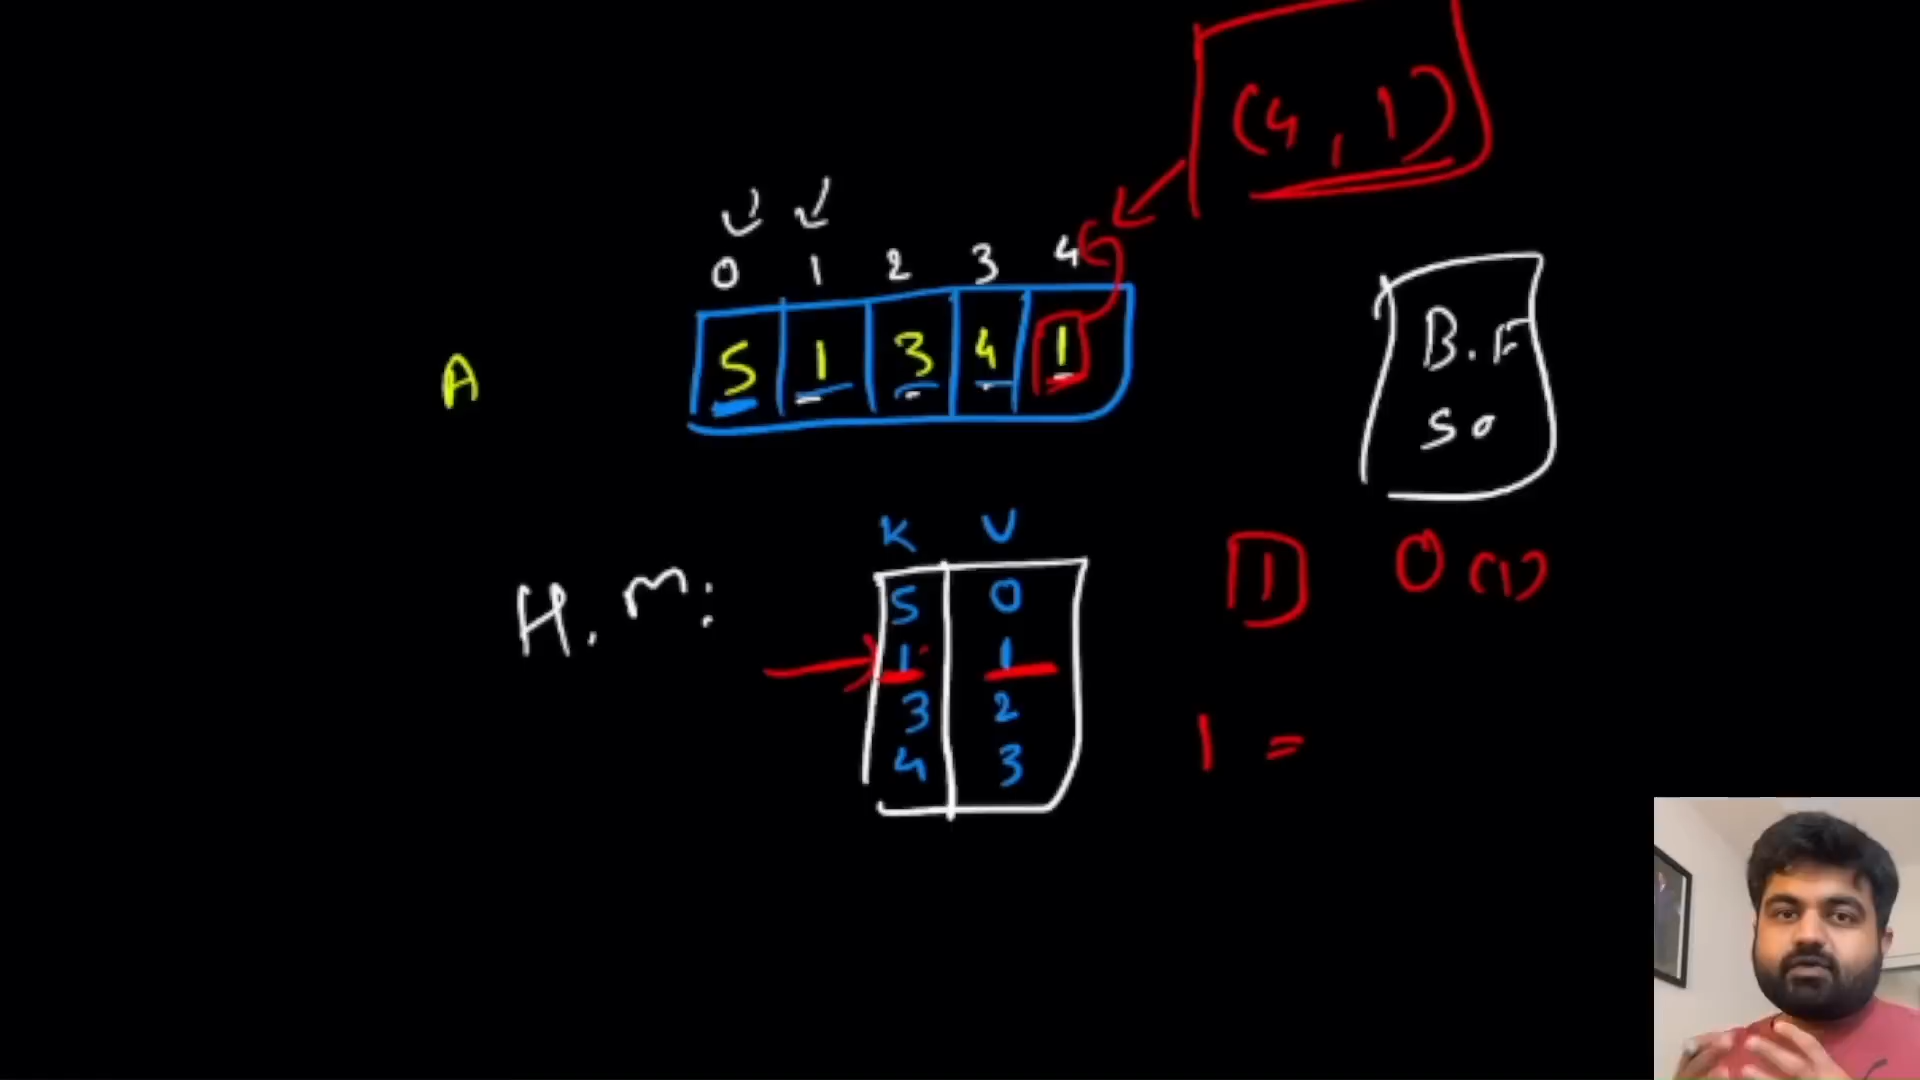 (4, 1)
0 1 2 3 4
A 5 1 3 4 1
B.F
So
K V
H.M:
5 0
1 1
3 2
4 3
1 O(1)
1 =